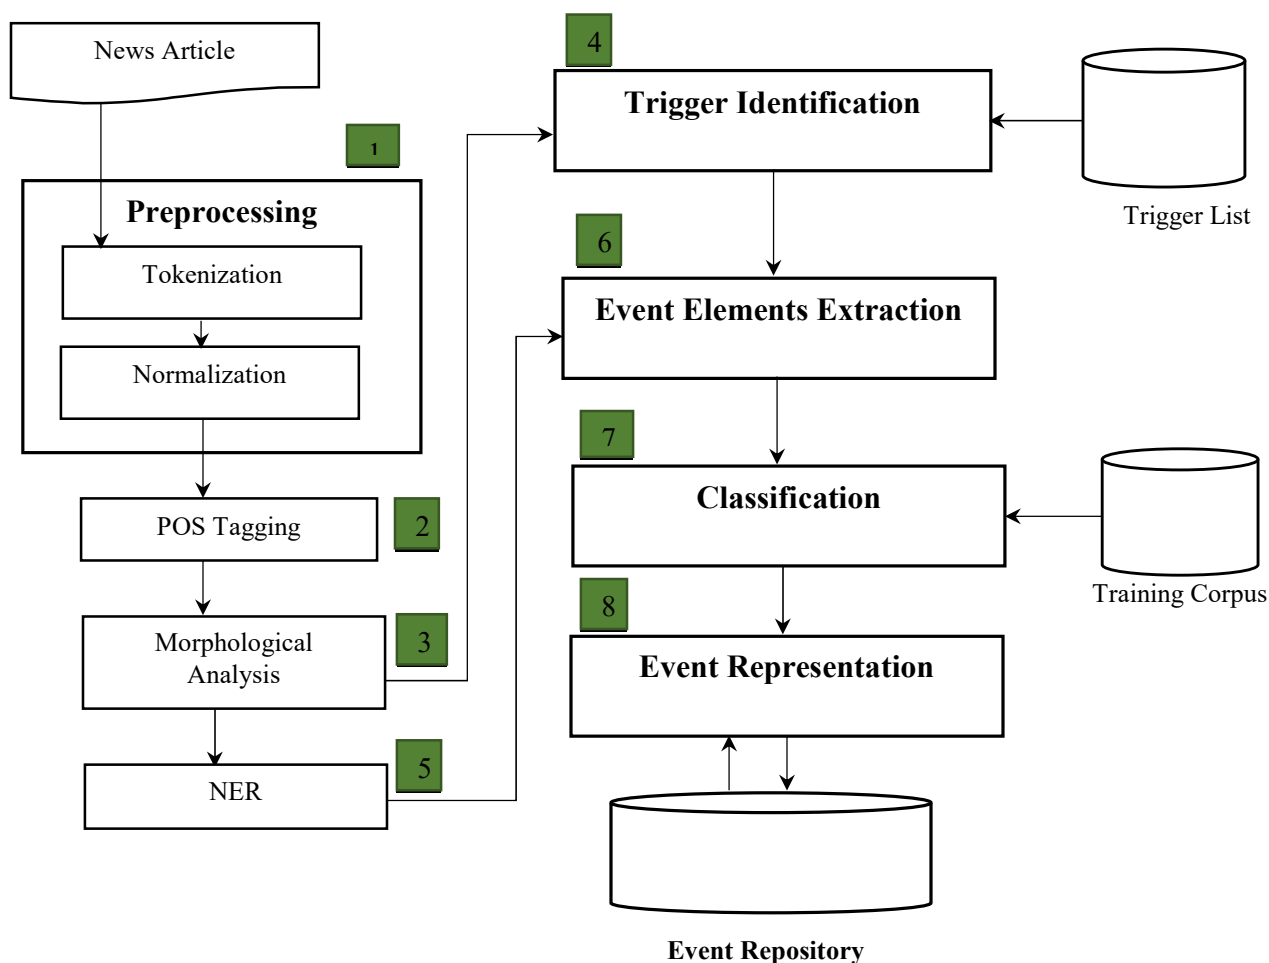 News Article
1
Preprocessing
Tokenization
Normalization
POS Tagging
2
Morphological
Analysis
3
NER
5
4
Trigger Identification
Trigger List
6
Event Elements Extraction
7
Classification
Training Corpus
8
Event Representation
Event Repository